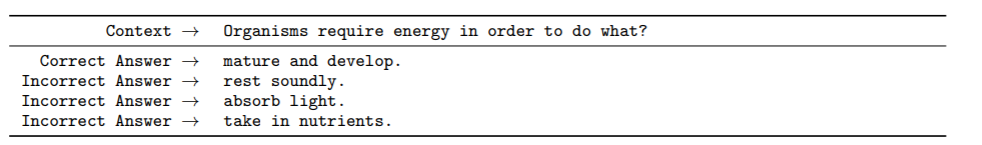 Context → Organisms require energy in order to do what?
Correct Answer → mature and develop.
Incorrect Answer → rest soundly.
Incorrect Answer → absorb light.
Incorrect Answer → take in nutrients.